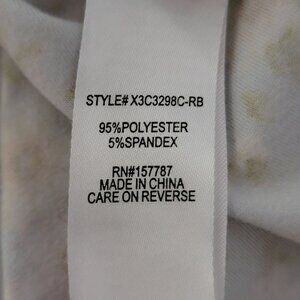 STYLE# X3C3298C-RB
95%POLYESTER
5%SPANDEX
RN#157787
MADE IN CHINA
CARE ON REVERSE